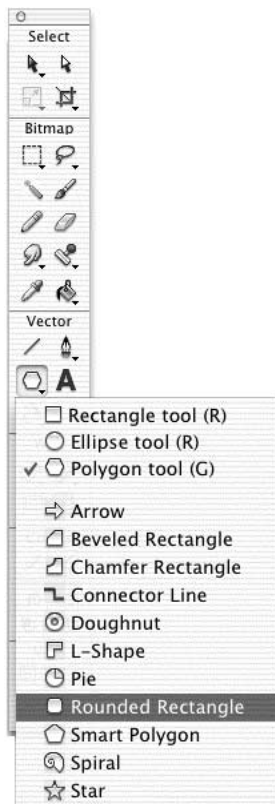 Select
Bitmap
Vector
A
Rectangle tool (R)
Ellipse tool (R)
Polygon tool (G)
Arrow
Beveled Rectangle
Chamfer Rectangle
Connector Line
Doughnut
L-Shape
Pie
Rounded Rectangle
Smart Polygon
Spiral
Star